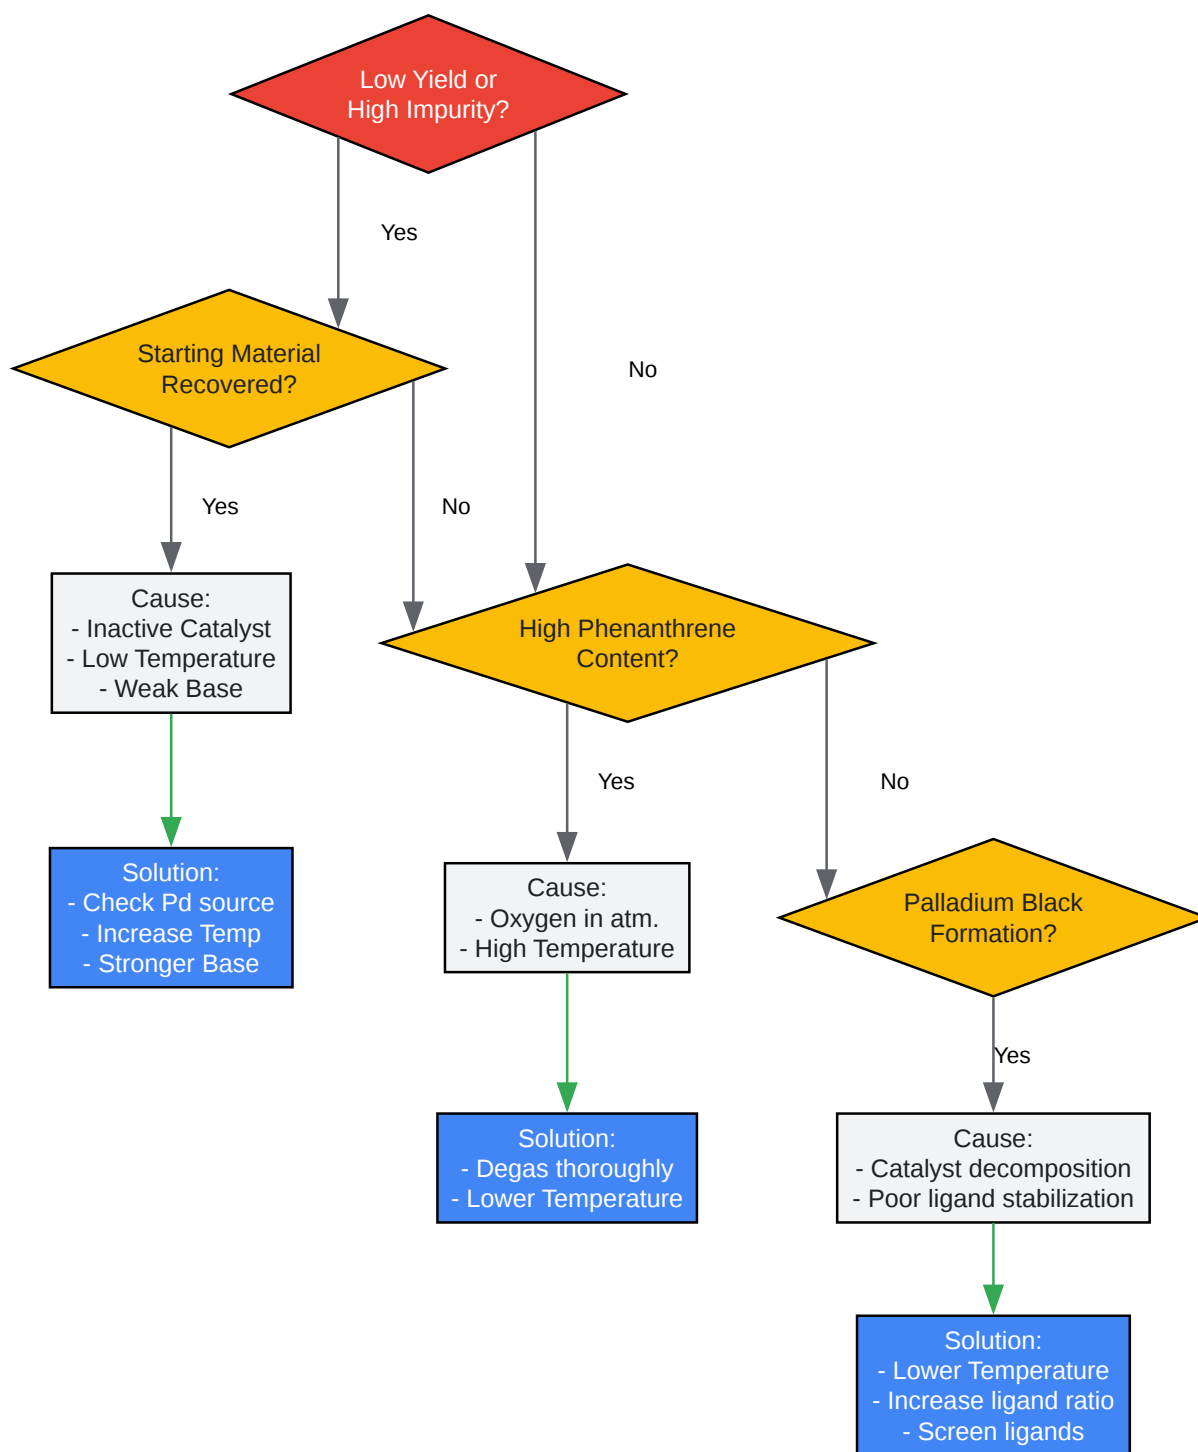 Low Yield or
High Impurity?
Yes
No
Starting Material
Recovered?
Yes
No
Cause:
- Inactive Catalyst
- Low Temperature
- Weak Base
Solution:
- Check Pd source
- Increase Temp
- Stronger Base
High Phenanthrene
Content?
Yes
No
Cause:
- Oxygen in atm.
- High Temperature
Solution:
- Degas thoroughly
- Lower Temperature
Palladium Black
Formation?
Yes
Cause:
- Catalyst decomposition
- Poor ligand stabilization
Solution:
- Lower Temperature
- Increase ligand ratio
- Screen ligands